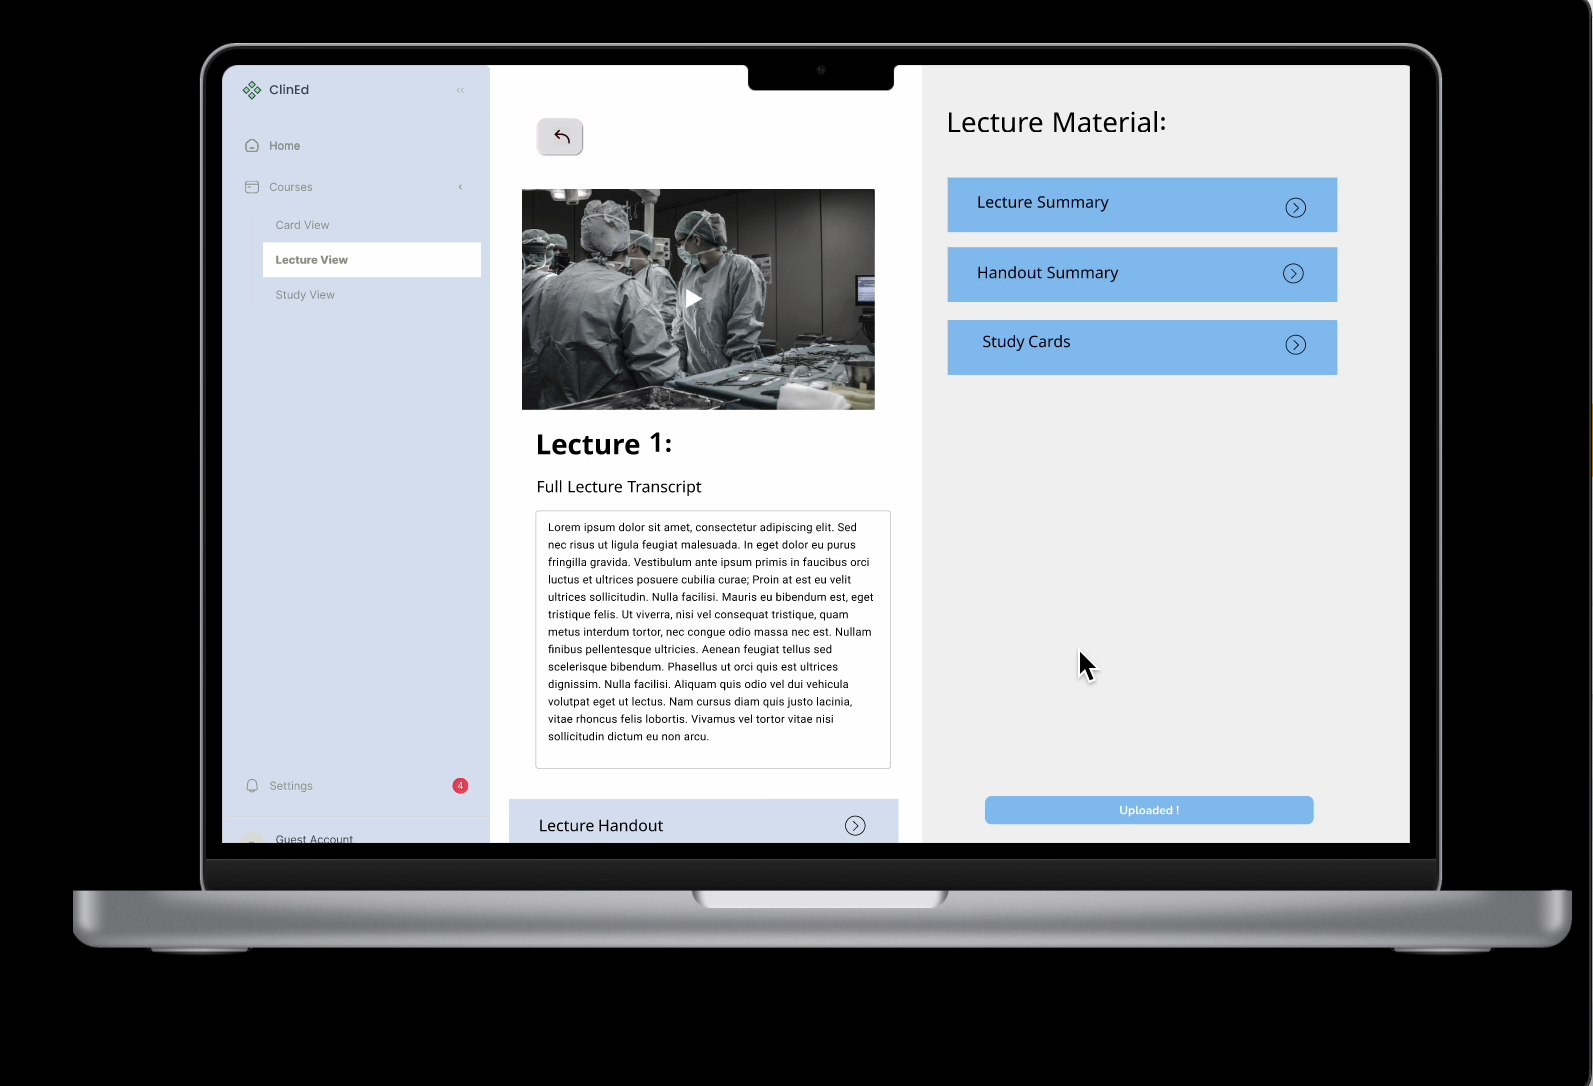 ClinEd
Home
Courses
Card View
Lecture View
Study View
Settings
4
Guest Account
Lecture 1:
Full Lecture Transcript
Lorem ipsum dolor sit amet, consectetur adipiscing elit. Sed
nec risus ut ligula feugiat malesuada. In eget dolor eu purus
fringilla gravida. Vestibulum ante ipsum primis in faucibus orci
luctus et ultrices posuere cubilia curae; Proin at est eu velit
ultrices sollicitudin. Nulla facilisi. Mauris eu bibendum est, eget
tristique felis. Ut viverra, nisi vel consequat tristique, quam
metus interdum tortor, nec congue odio massa nec est. Nullam
finibus pellentesque ultricies. Aenean feugiat tellus sed
scelerisque bibendum. Phasellus ut orci quis est ultrices
dignissim. Nulla facilisi. Aliquam quis odio vel dui vehicula
volutpat eget ut lectus. Nam cursus diam quis justo lacinia,
vitae rhoncus felis lobortis. Vivamus vel tortor vitae nisi
sollicitudin dictum eu non arcu.
Lecture Handout
Lecture Material:
Lecture Summary
Handout Summary
Study Cards
Uploaded !